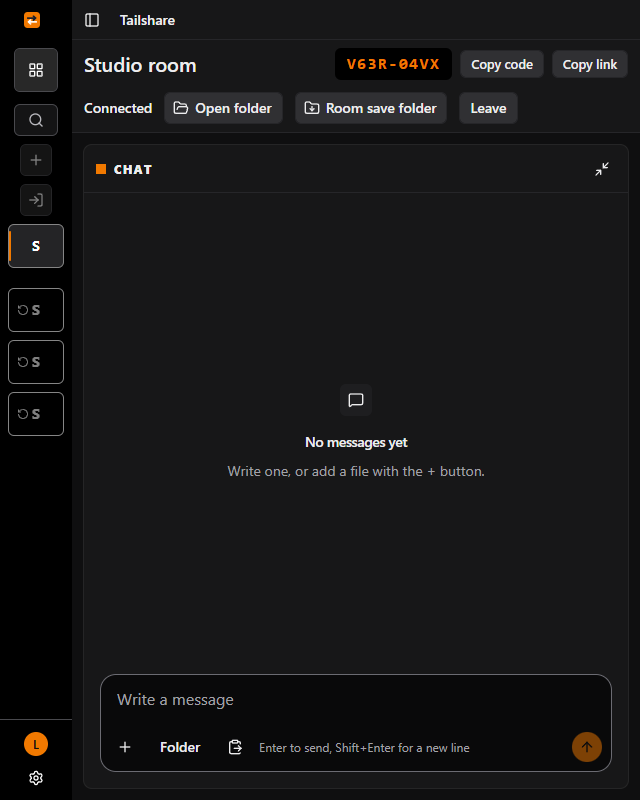 Tailshare
Studio room
V63R-04VX
Copy code
Copy link
Connected
Open folder
Room save folder
Leave
S
S
S
S
CHAT
No messages yet
Write one, or add a file with the + button.
Write a message
Folder
Enter to send, Shift+Enter for a new line
L